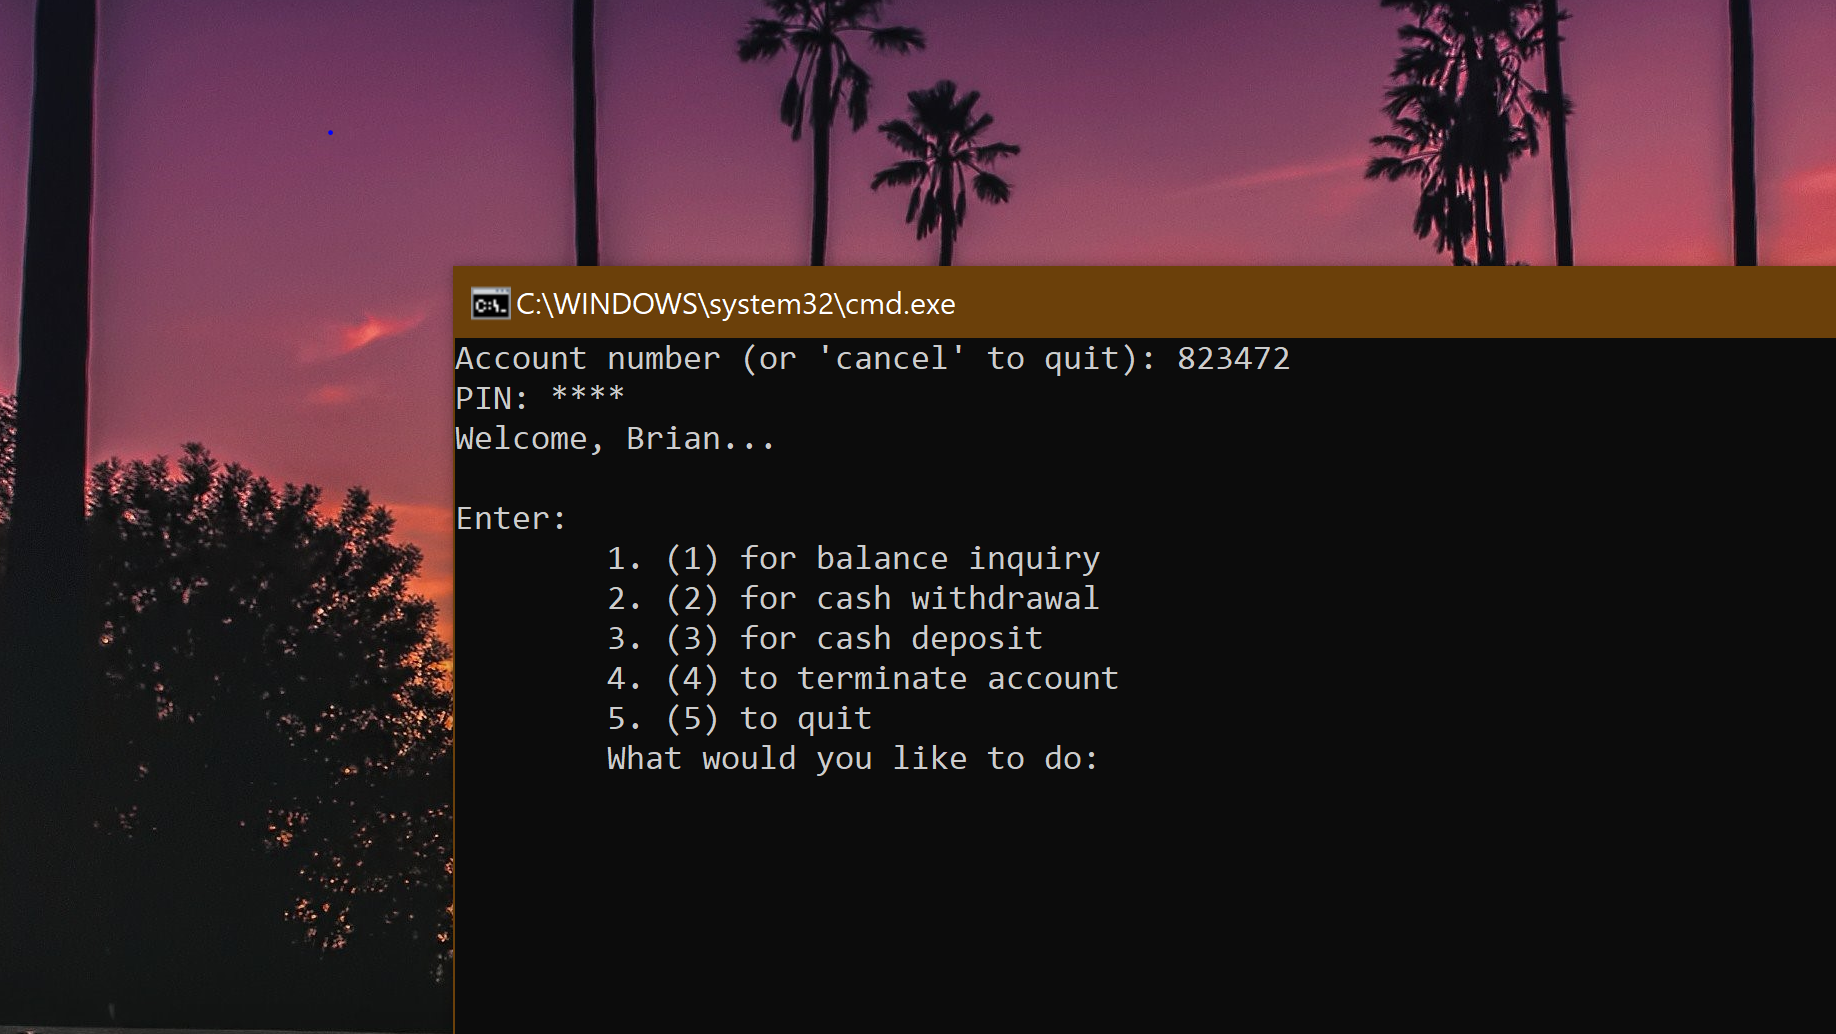 C:\WINDOWS\system32\cmd.exe
Account number (or 'cancel' to quit): 823472
PIN: ****
Welcome, Brian...
Enter:
1. (1) for balance inquiry
2. (2) for cash withdrawal
3. (3) for cash deposit
4. (4) to terminate account
5. (5) to quit
What would you like to do: